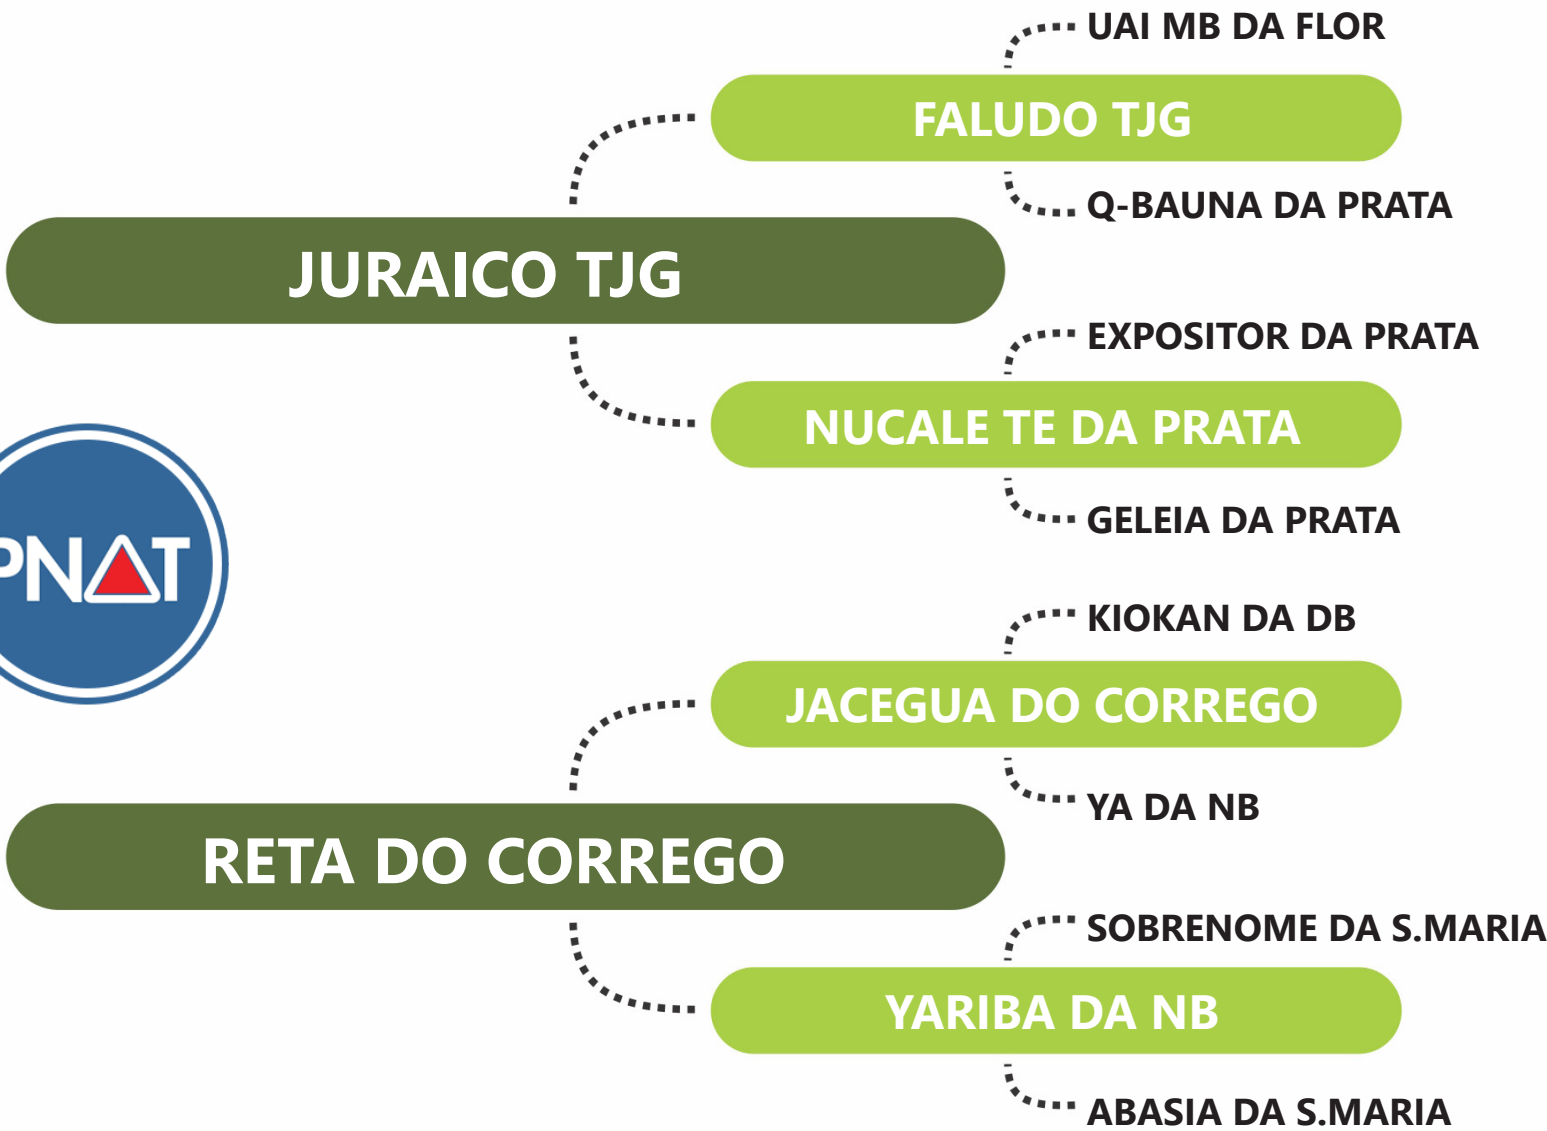 UAI MB DA FLOR
FALUDO TJG
Q-BAUNA DA PRATA
JURAICO TJG
EXPOSITOR DA PRATA
NUCALE TE DA PRATA
GELEIA DA PRATA
PNAT
KIOKAN DA DB
JACEGUA DO CORREGO
YA DA NB
RETA DO CORREGO
SOBRENOME DA S.MARIA
YARIBA DA NB
ABASIA DA S.MARIA